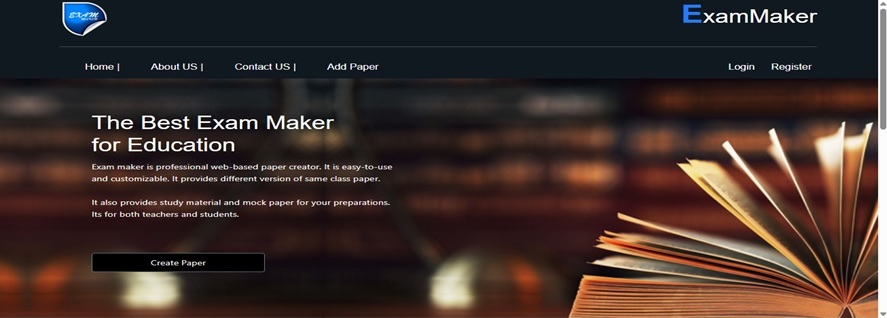 EXAM
ExamMaker
Home |
About US |
Contact US |
Add Paper
Login
Register
The Best Exam Maker
for Education
Exam maker is professional web-based paper creator. It is easy-to-use
and customizable. It provides different version of same class paper.
It also provides study material and mock paper for your preparations.
Its for both teachers and students.
Create Paper